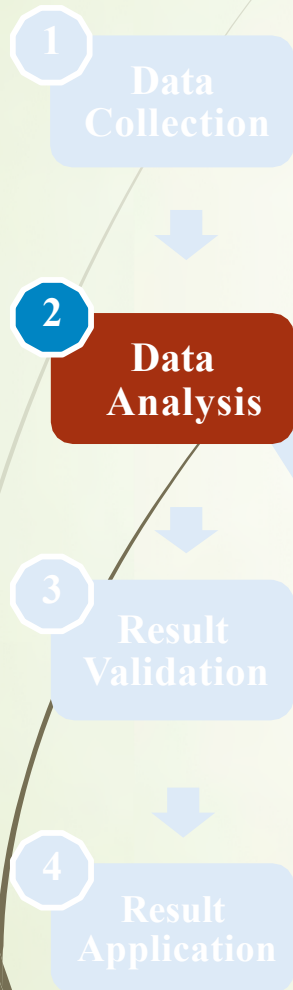 1
Data
Collection
2
Data
Analysis
3
Result
Validation
4
Result
Application